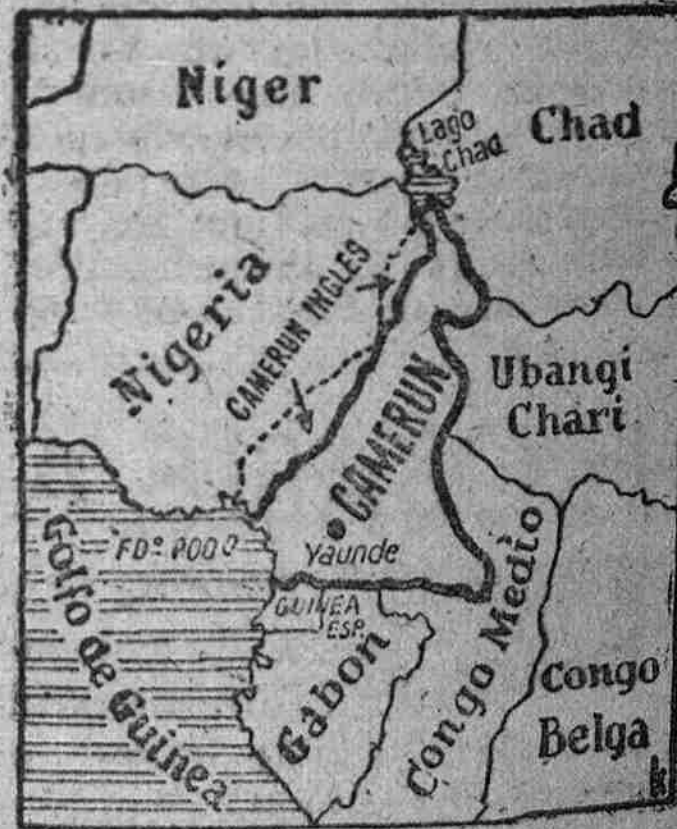 Niger
Lago
Chad
Chad
Nigeria
CAMERUN INGLES
CAMERUN
Ubangi
Chari
Golfo de Guinea
FDº POO
Yaunde
GUINEA
ESP.
Gabon
Congo Medio
Congo
Belga
k